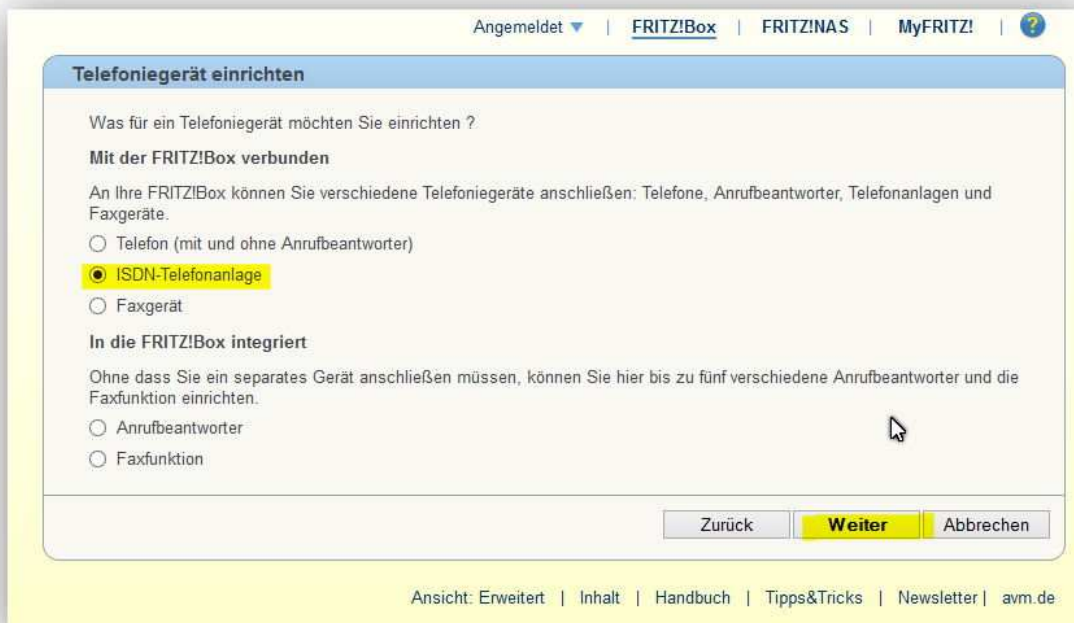 Angemeldet | FRITZ!Box | FRITZ!NAS | MyFRITZ! | ?
Telefoniegerät einrichten
Was für ein Telefoniegerät möchten Sie einrichten ?
Mit der FRITZ!Box verbunden
An Ihre FRITZ!Box können Sie verschiedene Telefoniegeräte anschließen: Telefone, Anrufbeantworter, Telefonanlagen und
Faxgeräte.
Telefon (mit und ohne Anrufbeantworter)
ISDN-Telefonanlage
Faxgerät
In die FRITZ!Box integriert
Ohne dass Sie ein separates Gerät anschließen müssen, können Sie hier bis zu fünf verschiedene Anrufbeantworter und die
Faxfunktion einrichten.
Anrufbeantworter
Faxfunktion
Zurück Weiter Abbrechen
Ansicht: Erweitert | Inhalt | Handbuch | Tipps&Tricks | Newsletter | avm.de